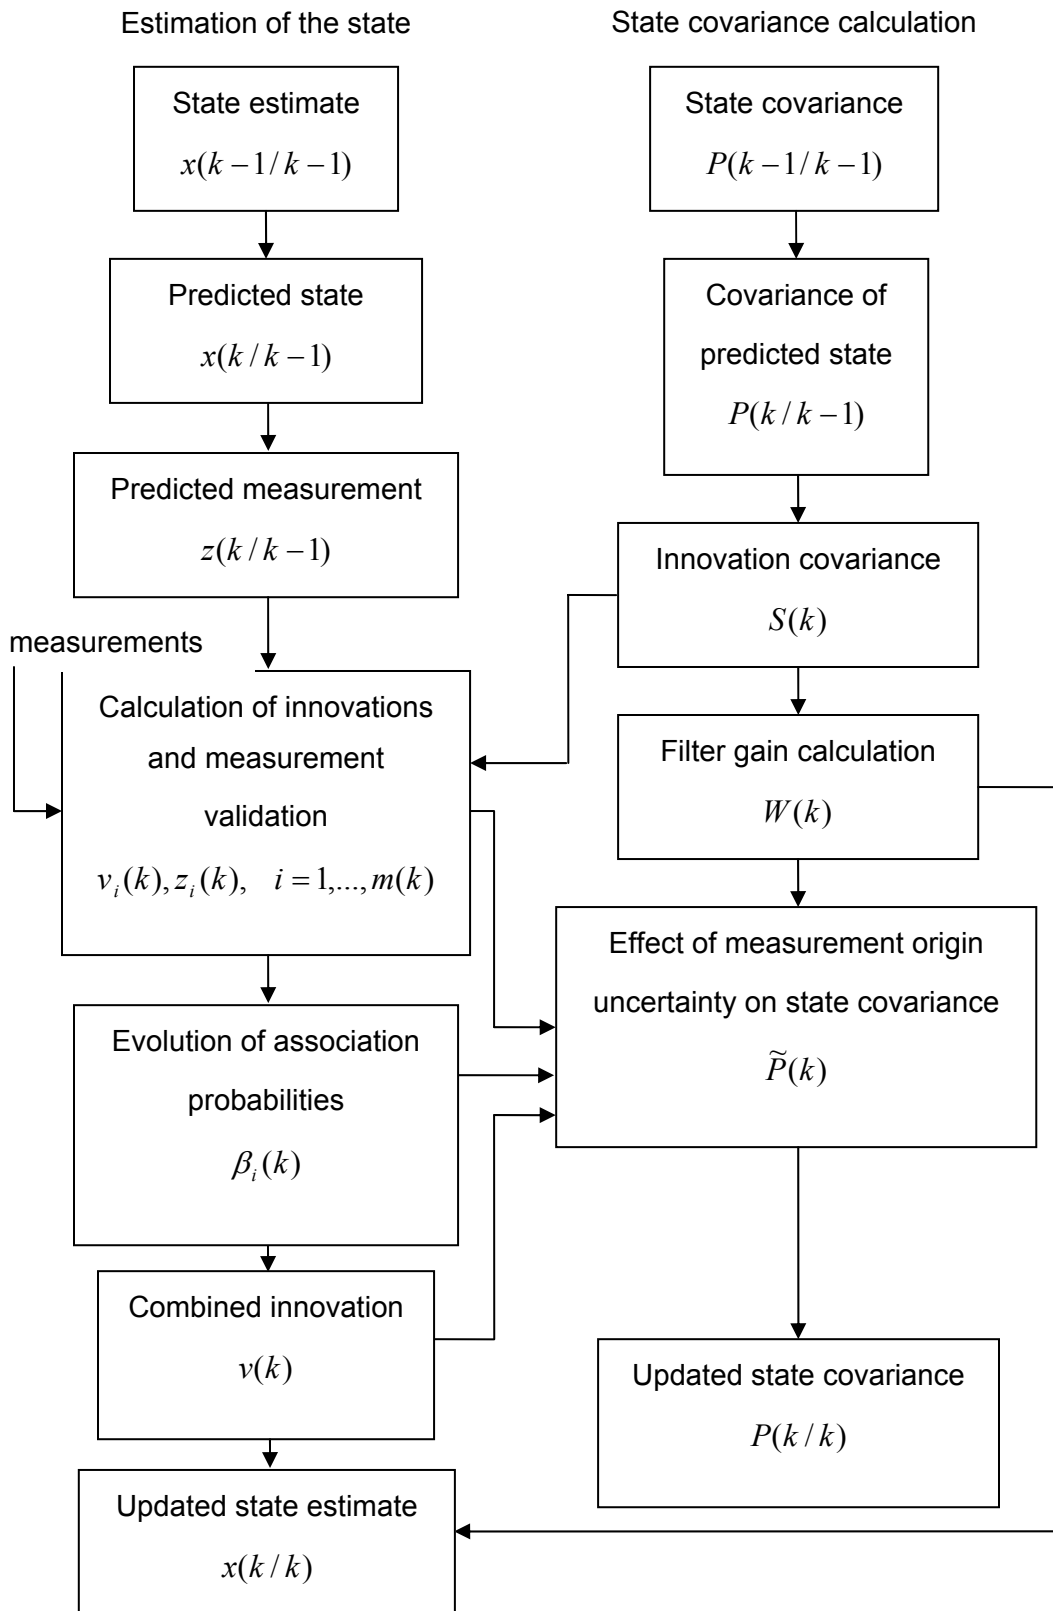 Estimation of the state
State covariance calculation
State estimate
x(k − 1 / k − 1)
State covariance
P(k − 1 / k − 1)
Predicted state
x(k / k − 1)
Covariance of
predicted state
P(k / k − 1)
Predicted measurement
z(k / k − 1)
Innovation covariance
S(k)
measurements
Calculation of innovations
and measurement
validation
v_i(k), z_i(k), i = 1,..., m(k)
Filter gain calculation
W(k)
Effect of measurement origin
uncertainty on state covariance
P̃(k)
Evolution of association
probabilities
β_i(k)
Combined innovation
v(k)
Updated state covariance
P(k / k)
Updated state estimate
x(k / k)